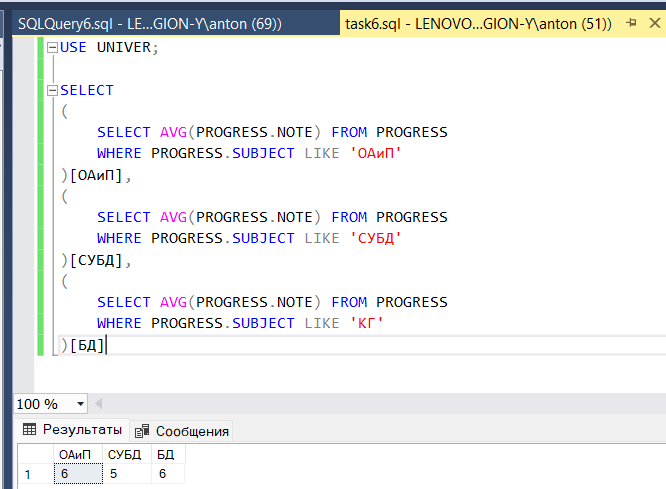 SQLQuery6.sql - LE...GION-Y\anton (69))
task6.sql - LENOVO...GION-Y\anton (51))
USE UNIVER;
SELECT
(
SELECT AVG(PROGRESS.NOTE) FROM PROGRESS
WHERE PROGRESS.SUBJECT LIKE 'ОАиП'
)[ОАиП],
(
SELECT AVG(PROGRESS.NOTE) FROM PROGRESS
WHERE PROGRESS.SUBJECT LIKE 'СУБД'
)[СУБД],
(
SELECT AVG(PROGRESS.NOTE) FROM PROGRESS
WHERE PROGRESS.SUBJECT LIKE 'КГ'
)[БД]
100 %
Результаты Сообщения
ОАиП СУБД БД
1 6 5 6